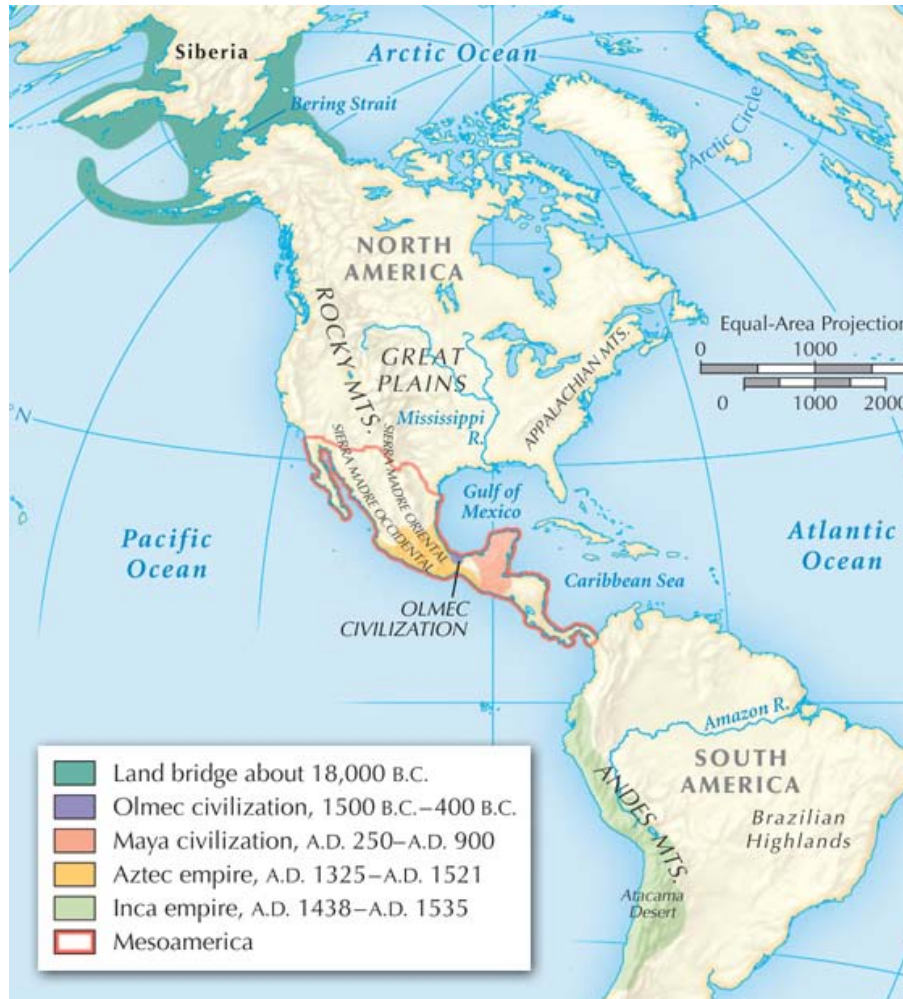 Siberia
Arctic Ocean
Bering Strait
Arctic Circle
NORTH
AMERICA
ROCKY MTS.
GREAT
PLAINS
Mississippi
R.
APPALACHIAN MTS.
Equal-Area Projection
0 1000
0 1000 2000
°N
SIERRA MADRE OCCIDENTAL
SIERRA MADRE ORIENTAL
Gulf of
Mexico
Pacific
Ocean
Atlantic
Ocean
Caribbean Sea
OLMEC
CIVILIZATION
Amazon R.
SOUTH
AMERICA
ANDES MTS.
Brazilian
Highlands
Atacama
Desert
Land bridge about 18,000 B.C.
Olmec civilization, 1500 B.C.–400 B.C.
Maya civilization, A.D. 250–A.D. 900
Aztec empire, A.D. 1325–A.D. 1521
Inca empire, A.D. 1438–A.D. 1535
Mesoamerica